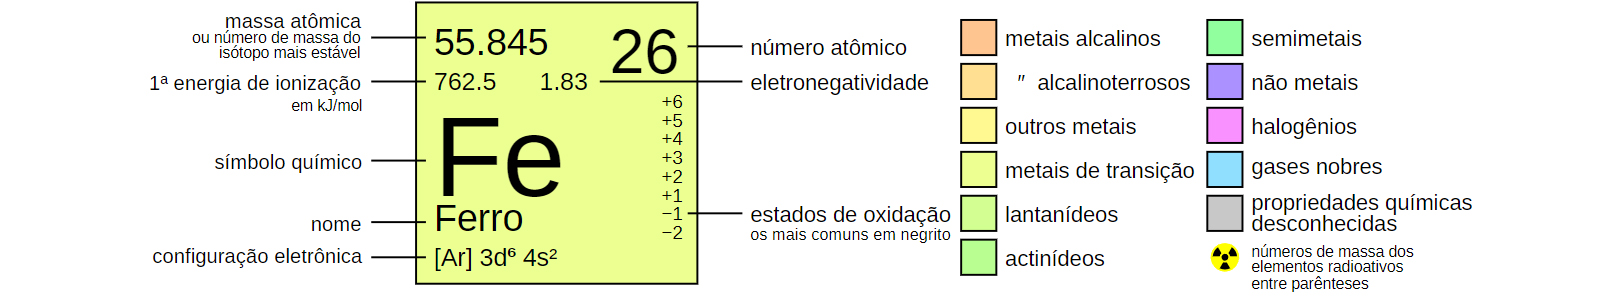 massa atômica
ou número de massa do
isótopo mais estável
1ª energia de ionização
em kJ/mol
símbolo químico
nome
configuração eletrônica
55.845
26
762.5
1.83
+6
+5
+4
+3
+2
+1
−1
−2
Fe
Ferro
[Ar] 3d⁶ 4s²
número atômico
eletronegatividade
estados de oxidação
os mais comuns em negrito
metais alcalinos
″ alcalinoterrosos
outros metais
metais de transição
lantanídeos
actinídeos
semimetais
não metais
halogênios
gases nobres
propriedades químicas
desconhecidas
números de massa dos
elementos radioativos
entre parênteses